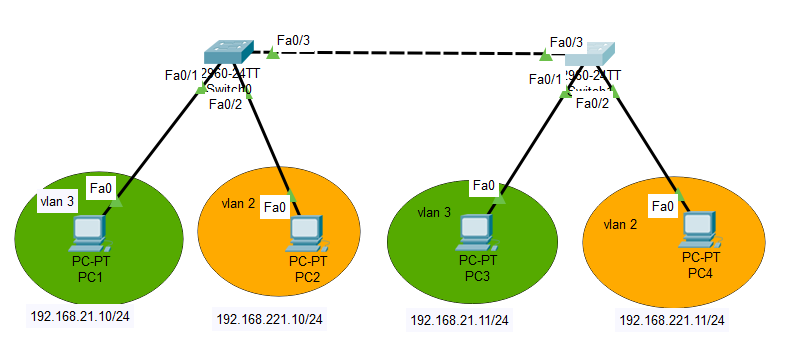 Fa0/3
Fa0/3
Fa0/1
2960-24TT
Switch0
Fa0/2
Fa0/1
2960-24TT
Fa0/2
Fa0
vlan 3
PC-PT
PC1
vlan 2
Fa0
PC-PT
PC2
Fa0
vlan 3
PC-PT
PC3
Fa0
vlan 2
PC-PT
PC4
192.168.21.10/24
192.168.221.10/24
192.168.21.11/24
192.168.221.11/24